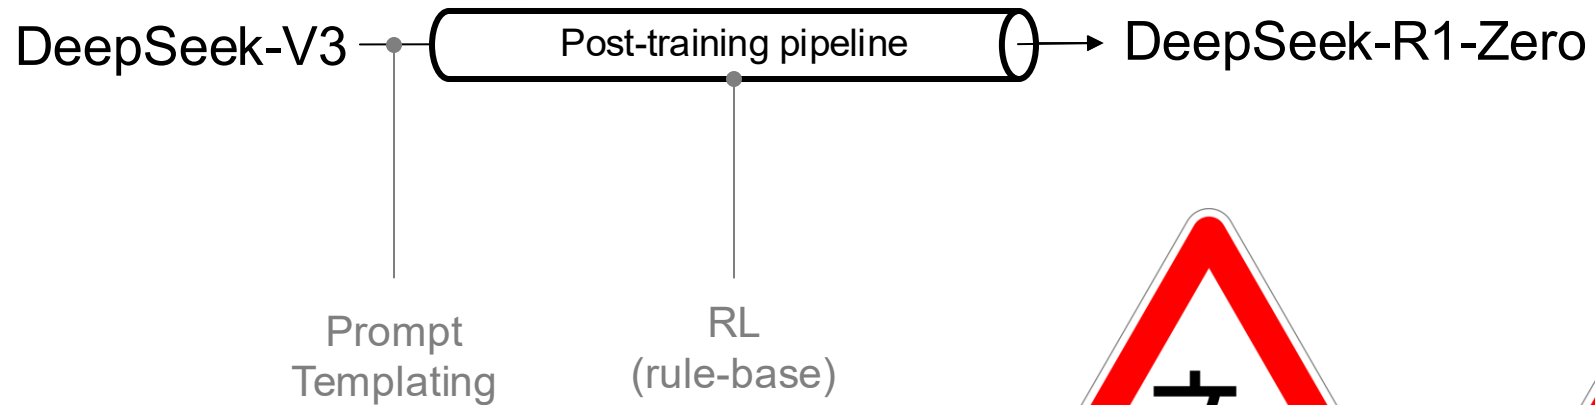 DeepSeek-V3
Post-training pipeline
DeepSeek-R1-Zero
Prompt
Templating
RL
(rule-base)